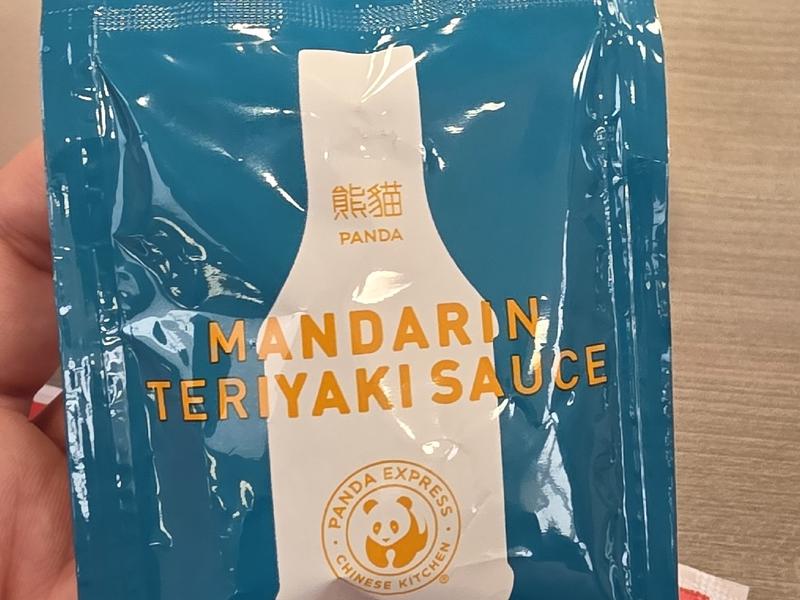 熊貓
PANDA
MANDARIN
TERIYAKI SAUCE
PANDA EXPRESS
CHINESE KITCHEN
®